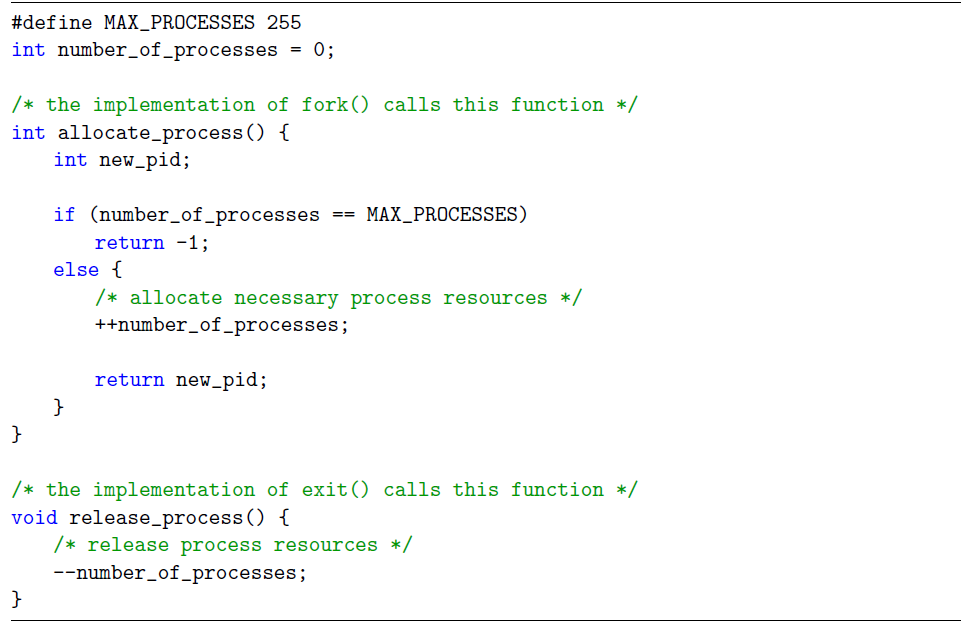 #define MAX_PROCESSES 255
int number_of_processes = 0;
/* the implementation of fork() calls this function */
int allocate_process() {
int new_pid;
if (number_of_processes == MAX_PROCESSES)
return -1;
else {
/* allocate necessary process resources */
++number_of_processes;
return new_pid;
}
}
/* the implementation of exit() calls this function */
void release_process() {
/* release process resources */
--number_of_processes;
}